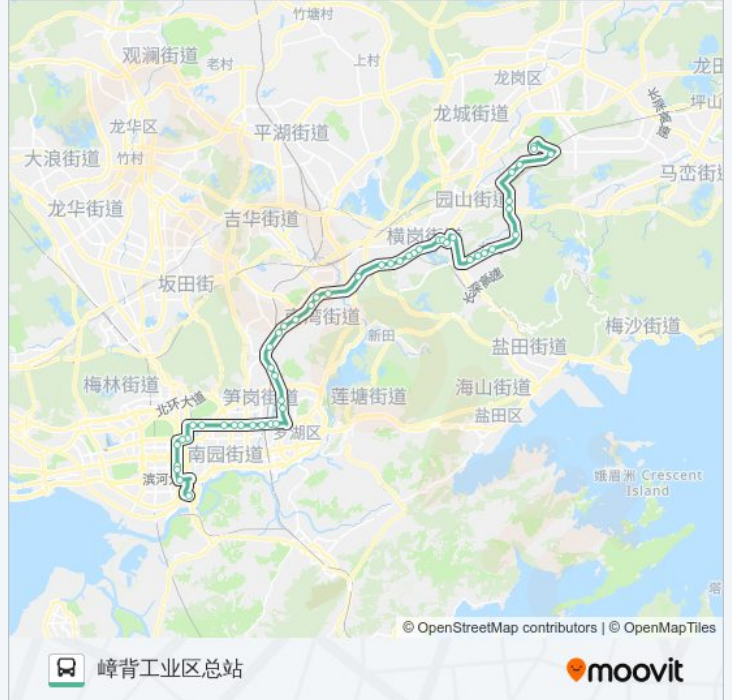 竹塘村
观澜街道
老村
上村
龙岗区
龙田
长深高速
坪山
龙城街道
龙华区
平湖街道
大浪街道
竹村
马峦街道
园山街道
龙华街道
吉华街道
横岗街
坂田街
长深高速
南湾街道
新田
梅沙街道
盐田街道
梅林街道
北环大道
笋岗街道
莲塘街道
海山街道
盐田区
罗湖区
南园街道
滨河
娥眉洲 Crescent
Island
塔
© OpenStreetMap contributors | © OpenMapTiles
嶂背工业区总站
moovit